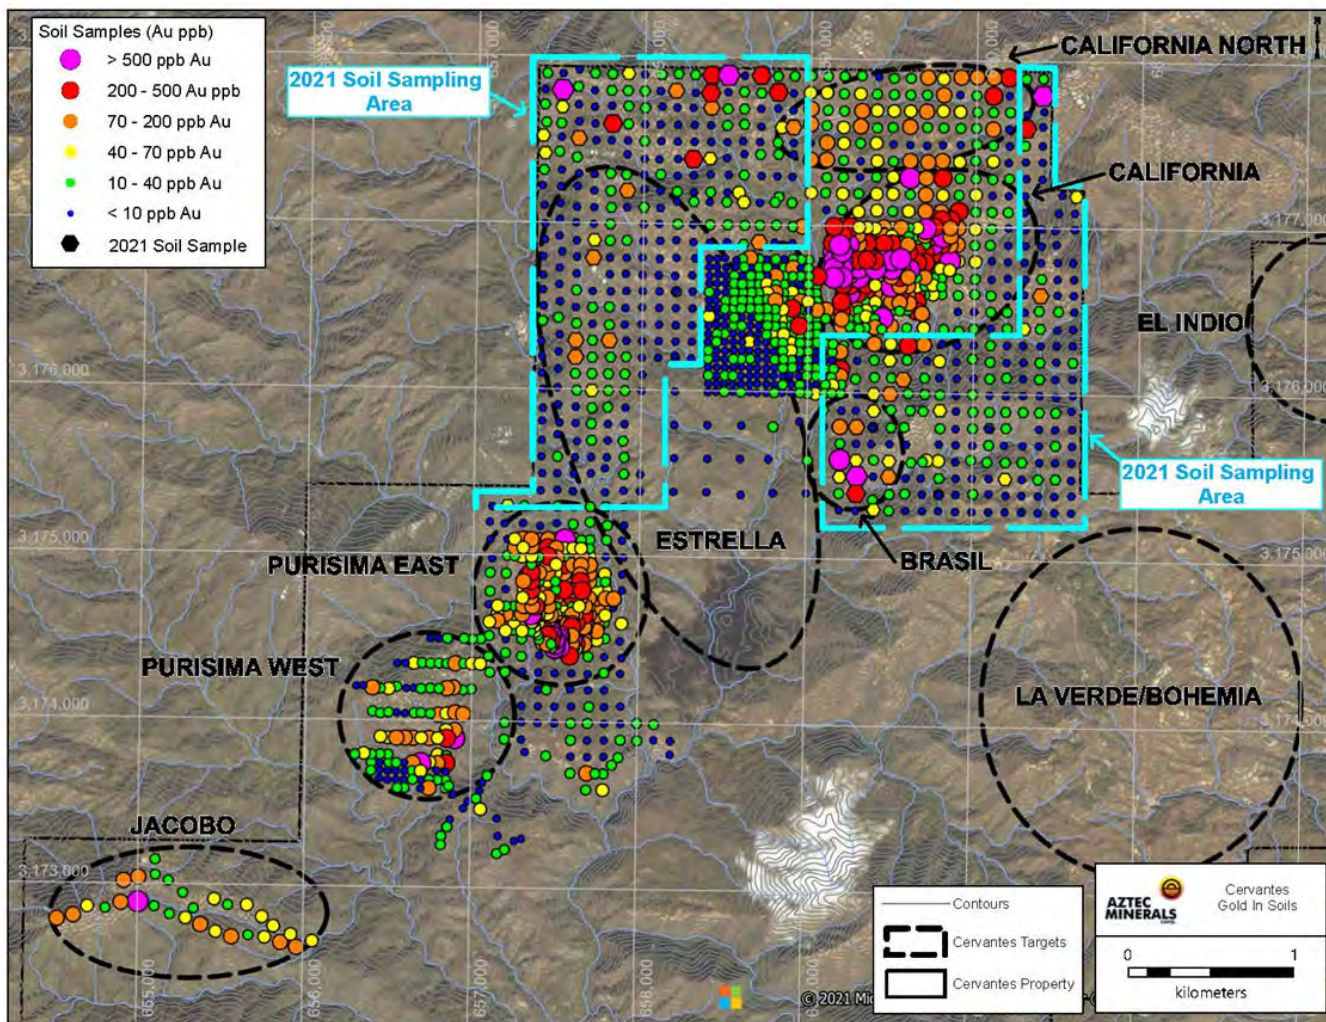 Soil Samples (Au ppb)
> 500 ppb Au
200 - 500 Au ppb
70 - 200 ppb Au
40 - 70 ppb Au
10 - 40 ppb Au
< 10 ppb Au
2021 Soil Sample
2021 Soil Sampling
Area
CALIFORNIA NORTH
CALIFORNIA
3,177,000
EL INDIO
3,176,000
3,176,000
2021 Soil Sampling
Area
ESTRELLA
BRASIL
3,175,000
3,175,000
PURISIMA EAST
PURISIMA WEST
LA VERDE/BOHEMIA
3,174,000
3,174,000
JACOBO
3,173,000
Contours
Cervantes Targets
Cervantes Property
AZTEC
MINERALS
CORP.
Cervantes
Gold In Soils
0 1
kilometers
655,000
656,000
657,000
658,000
© 2021